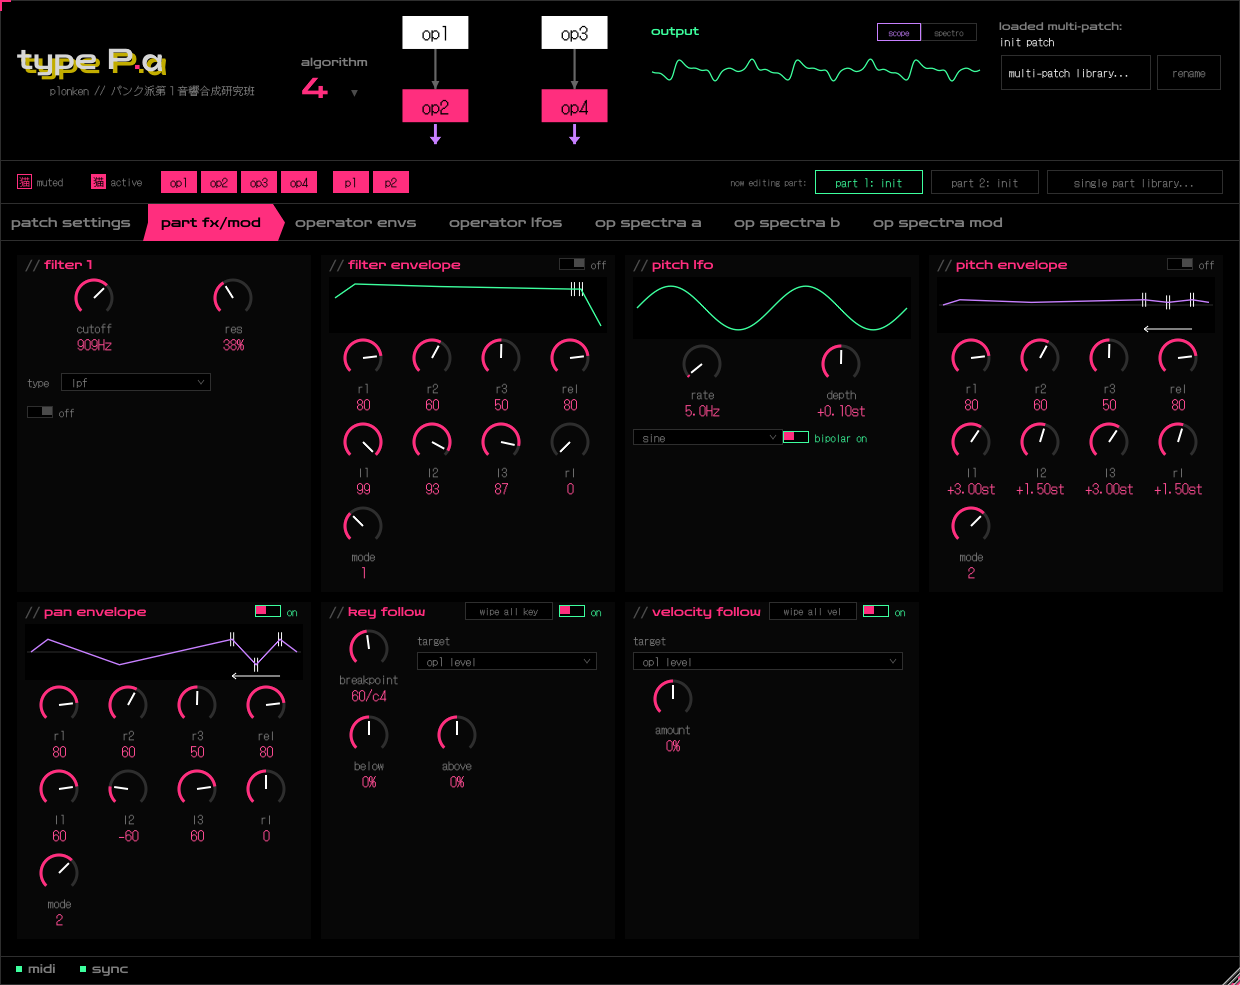 type P.a
plonken // パンク派第１音響合成研究班
algorithm
4
op1
op3
op2
op4
output
scope
spectro
loaded multi-patch:
init patch
multi-patch library...
rename
猫 muted
猫 active
op1 op2 op3 op4 p1 p2
now editing part:
part 1: init
part 2: init
single part library...
patch settings
part fx/mod
operator envs
operator lfos
op spectra a
op spectra b
op spectra mod
// filter 1
cutoff res
909Hz 38%
type lpf
off
// filter envelope off
r1 r2 r3 rel
80 60 50 80
l1 l2 l3 rl
99 93 87 0
mode
1
// pitch lfo
rate depth
5.0Hz +0.10st
sine bipolar on
// pitch envelope off
r1 r2 r3 rel
80 60 50 80
l1 l2 l3 rl
+3.00st +1.50st +3.00st +1.50st
mode
2
// pan envelope on
r1 r2 r3 rel
80 60 50 80
l1 l2 l3 rl
60 -60 60 0
mode
2
// key follow wipe all key on
target
op1 level
breakpoint
60/c4
below above
0% 0%
// velocity follow wipe all vel on
target
op1 level
amount
0%
midi sync